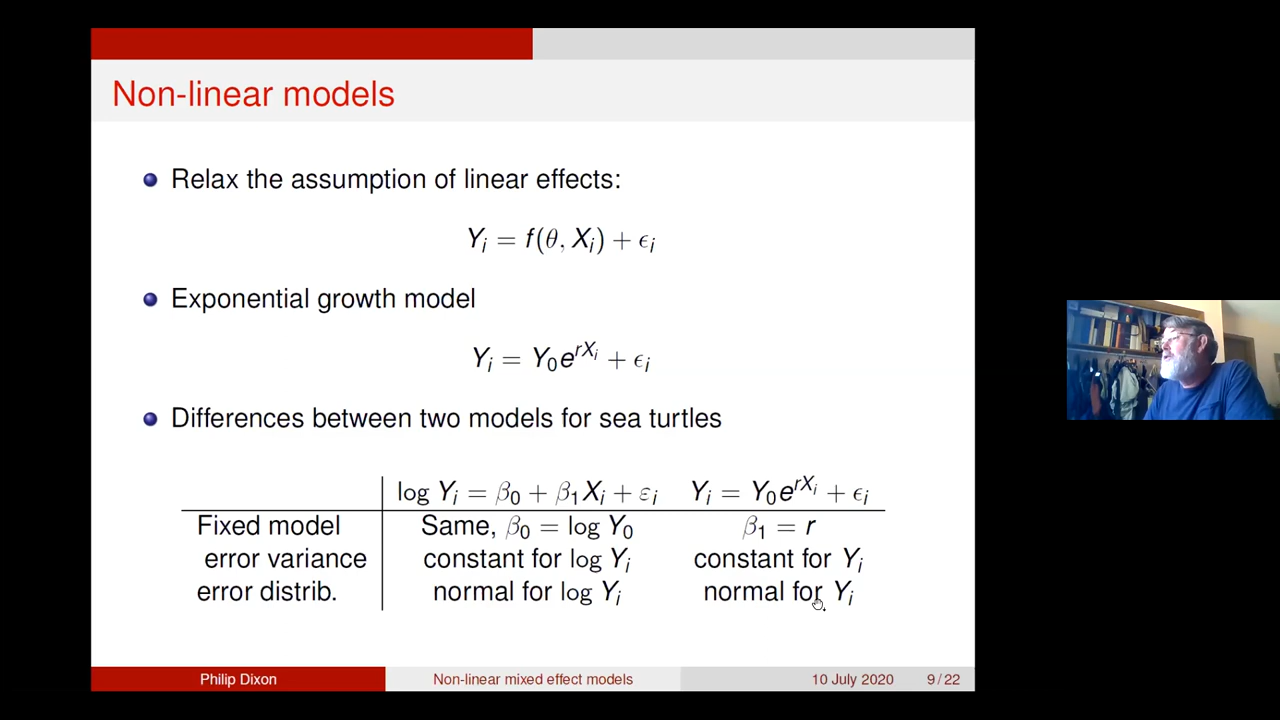 Non-linear models
Relax the assumption of linear effects:
Yᵢ = f(θ, Xᵢ) + ϵᵢ
Exponential growth model
Yᵢ = Y₀e^{rXᵢ} + ϵᵢ
Differences between two models for sea turtles
log Yᵢ = β₀ + β₁Xᵢ + εᵢ Yᵢ = Y₀e^{rXᵢ} + ϵᵢ
Fixed model Same, β₀ = log Y₀ β₁ = r
error variance constant for log Yᵢ constant for Yᵢ
error distrib. normal for log Yᵢ normal for Yᵢ
Philip Dixon Non-linear mixed effect models 10 July 2020 9 / 22